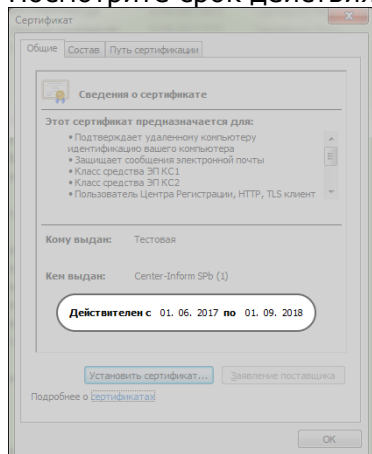 Посмотрите срок действия
Сертификат
Общие Состав Путь сертификации
Сведения о сертификате
Этот сертификат предназначается для:
• Подтверждает удаленному компьютеру
идентификацию вашего компьютера
• Защищает сообщения электронной почты
• Класс средства ЭП КС1
• Класс средства ЭП КС2
• Пользователь Центра Регистрации, HTTP, TLS клиент
Кому выдан: Тестовая
Кем выдан: Center-Inform SPb (1)
Действителен с 01. 06. 2017 по 01. 09. 2018
Установить сертификат... Заявление поставщика
Подробнее о сертификатах
OK